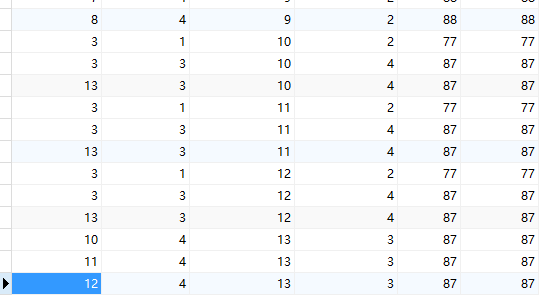 8 4 9 2 88 88
3 1 10 2 77 77
3 3 10 4 87 87
13 3 10 4 87 87
3 1 11 2 77 77
3 3 11 4 87 87
13 3 11 4 87 87
3 1 12 2 77 77
3 3 12 4 87 87
13 3 12 4 87 87
10 4 13 3 87 87
11 4 13 3 87 87
12 4 13 3 87 87